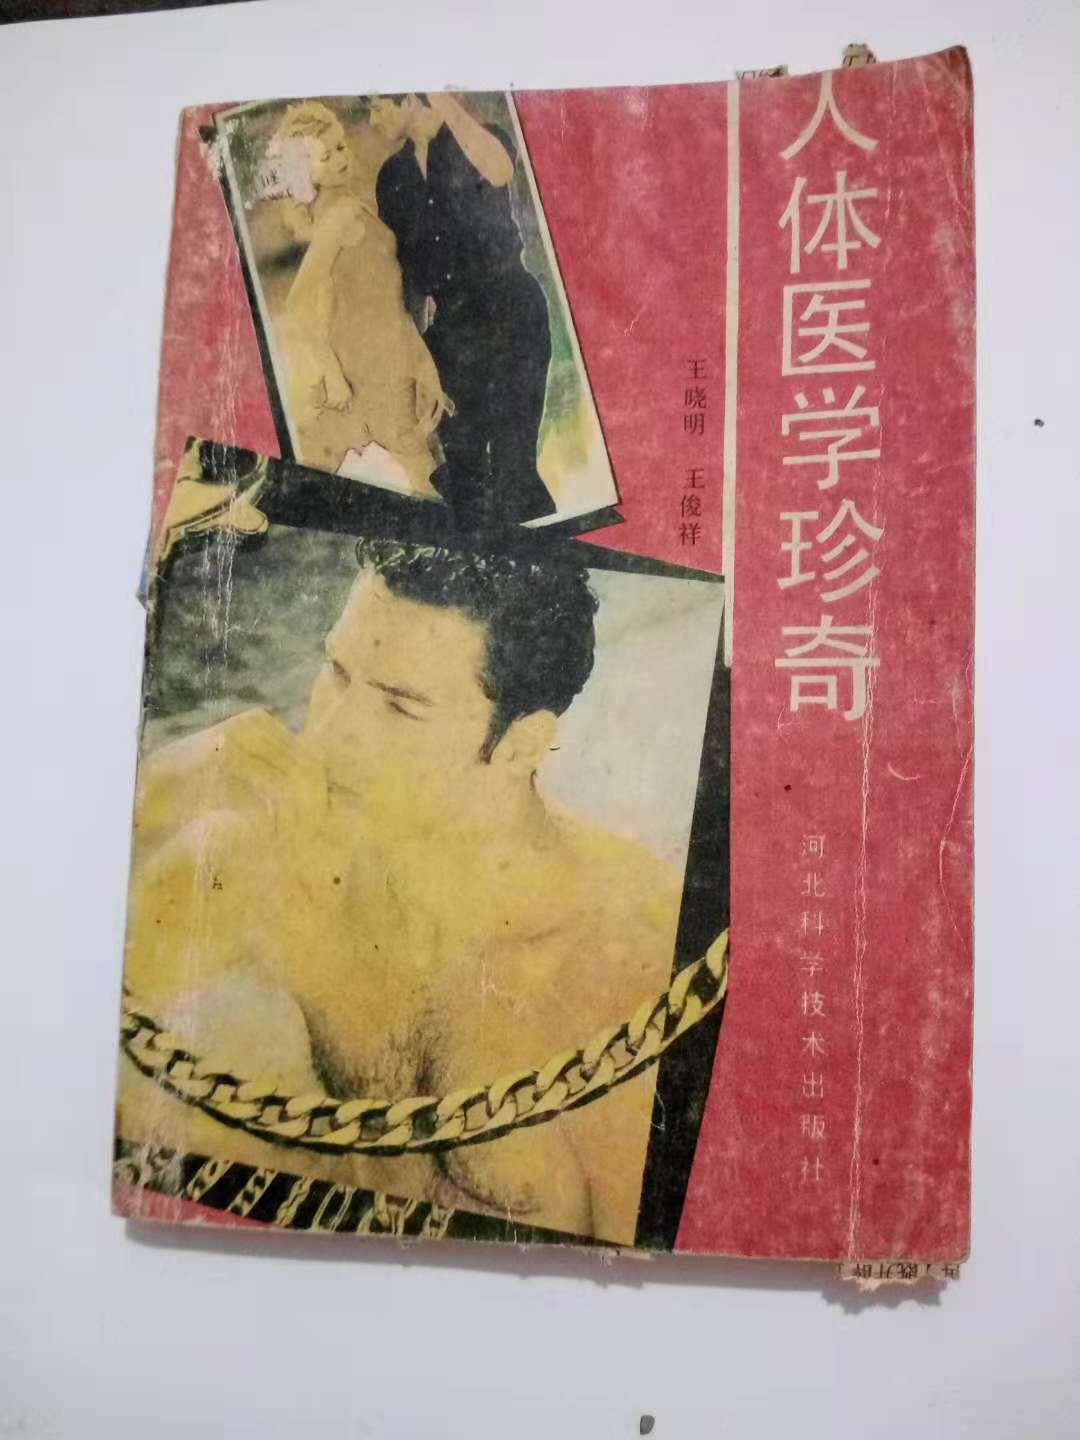 人体医学珍奇
王晓明 王俊祥
河北科学技术出版社